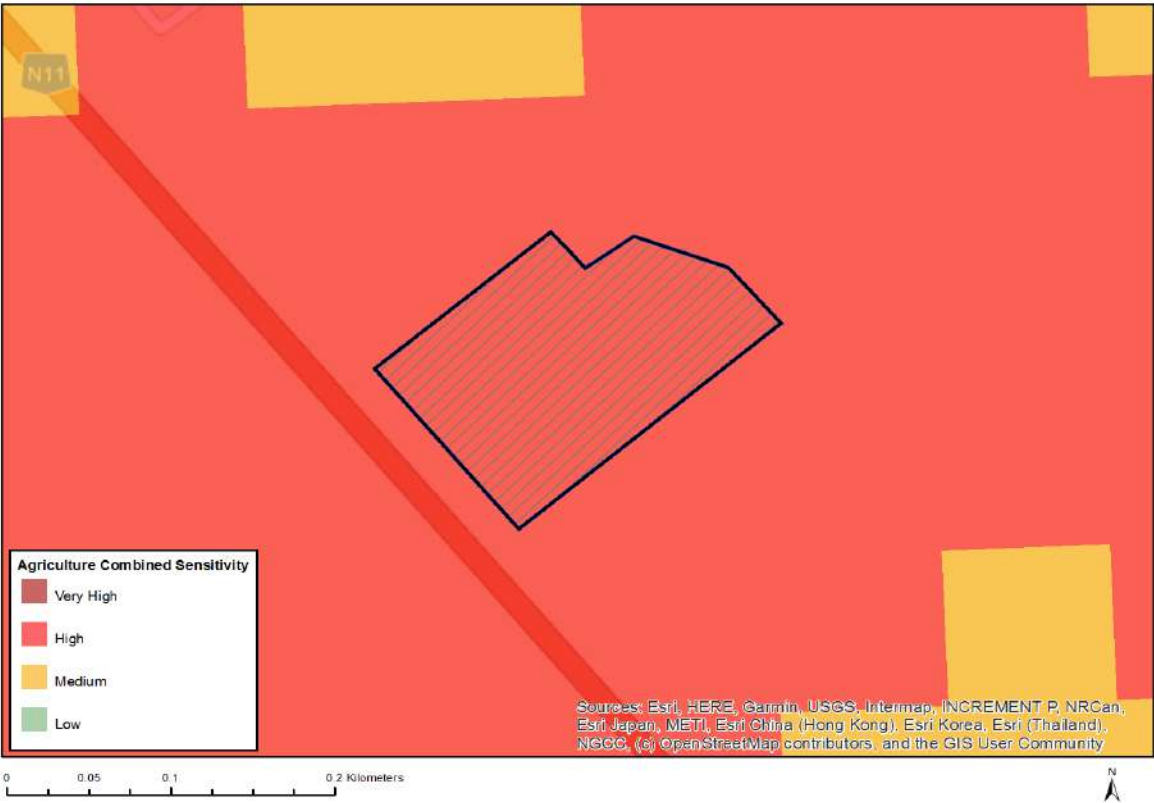 N11
Agriculture Combined Sensitivity
Very High
High
Medium
Low
Sources: Esri, HERE, Garmin, USGS, Intermap, INCREMENT P, NRCan,
Esri Japan, METI, Esri China (Hong Kong), Esri Korea, Esri (Thailand),
NGCC, (c) OpenStreetMap contributors, and the GIS User Community
0 0.05 0.1 0.2 Kilometers
N